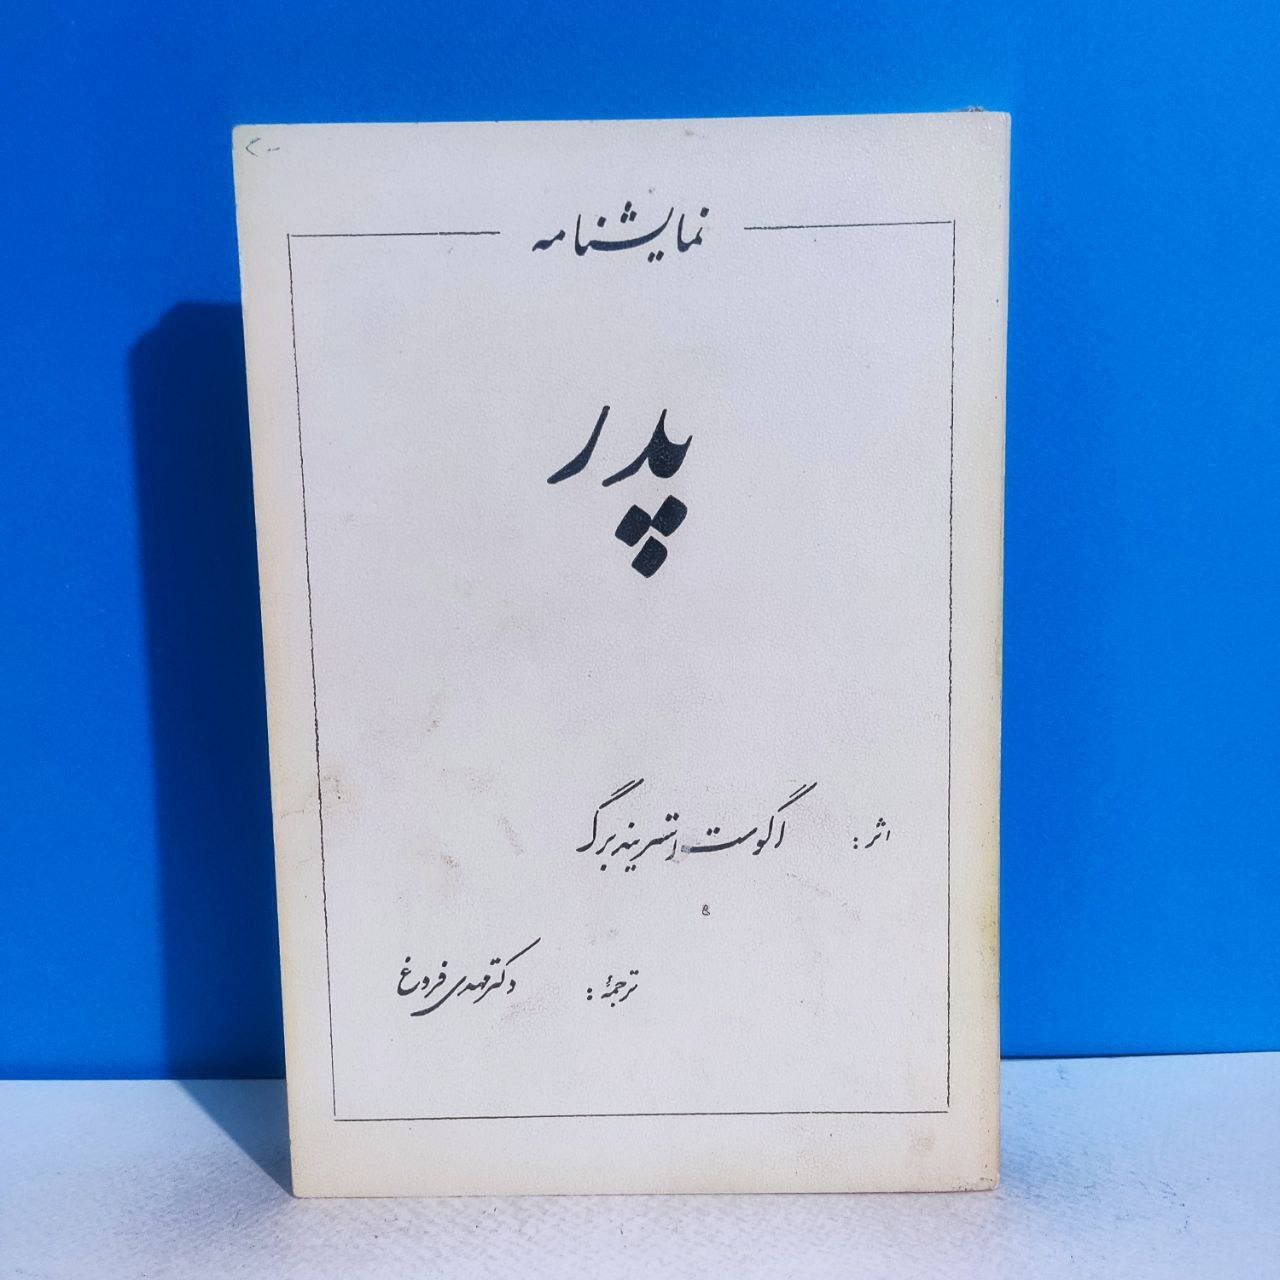 نمایشنامه
پدر
اثر : اگوست استریندبرگ
ترجمهٔ : دکتر مهدی فروغ